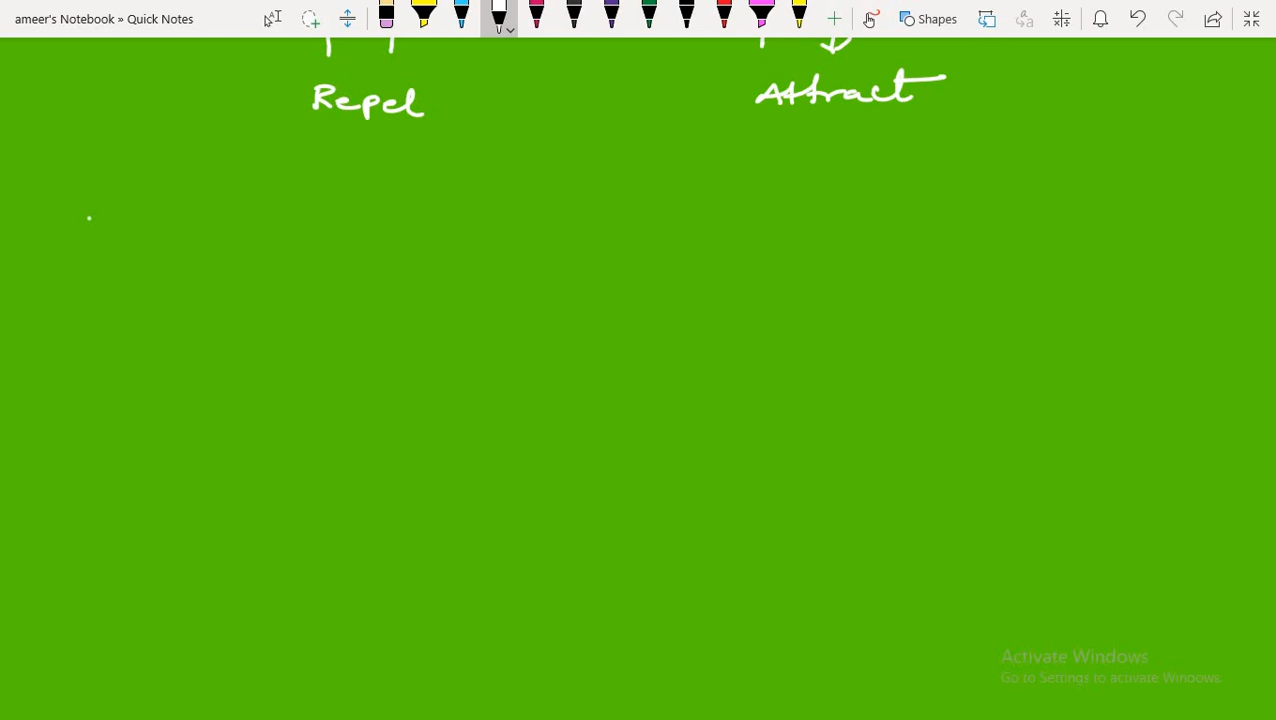 ameer's Notebook » Quick Notes
Shapes
Repel
Attract
Activate Windows
Go to Settings to activate Windows.